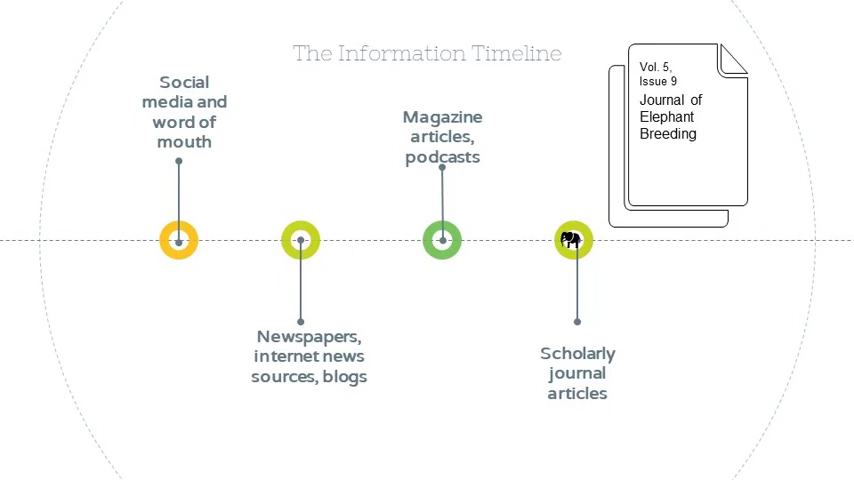 The Information Timeline
Social
media and
word of
mouth
Newspapers,
internet news
sources, blogs
Magazine
articles,
podcasts
Scholarly
journal
articles
Vol. 5,
Issue 9
Journal of
Elephant
Breeding